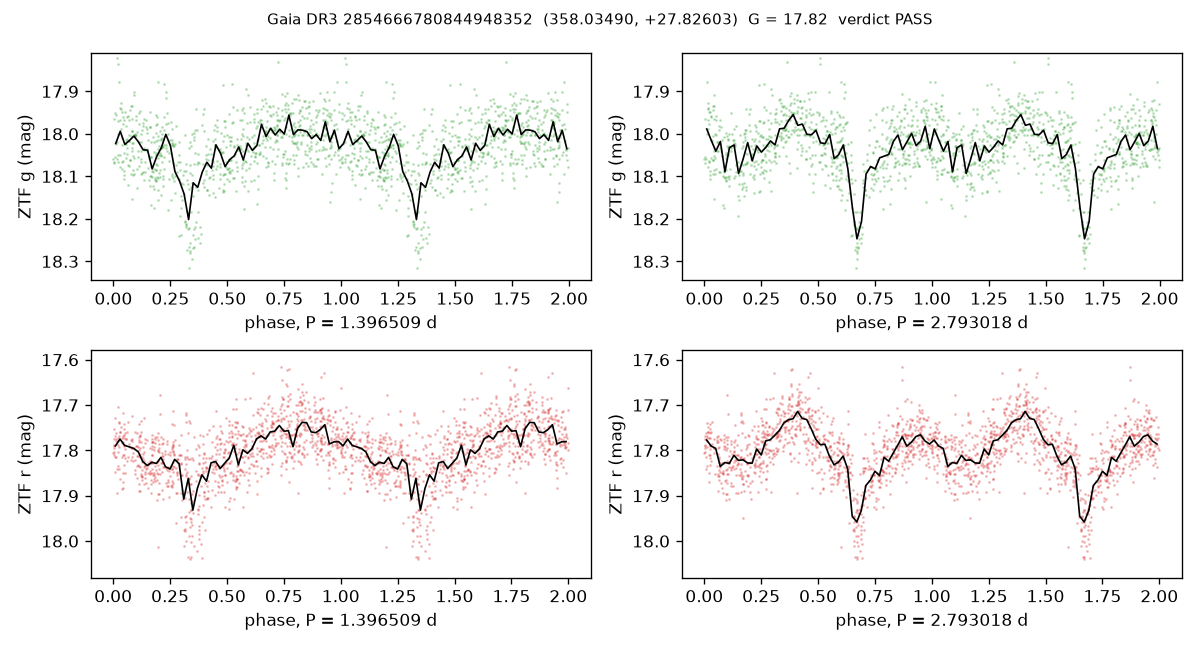 Gaia DR3 2854666780844948352  (358.03490, +27.82603)  G = 17.82  verdict PASS
ZTF g (mag)
17.9
18.0
18.1
18.2
18.3
0.00 0.25 0.50 0.75 1.00 1.25 1.50 1.75 2.00
phase, P = 1.396509 d
ZTF g (mag)
17.9
18.0
18.1
18.2
18.3
0.00 0.25 0.50 0.75 1.00 1.25 1.50 1.75 2.00
phase, P = 2.793018 d
ZTF r (mag)
17.6
17.7
17.8
17.9
18.0
0.00 0.25 0.50 0.75 1.00 1.25 1.50 1.75 2.00
phase, P = 1.396509 d
ZTF r (mag)
17.6
17.7
17.8
17.9
18.0
0.00 0.25 0.50 0.75 1.00 1.25 1.50 1.75 2.00
phase, P = 2.793018 d